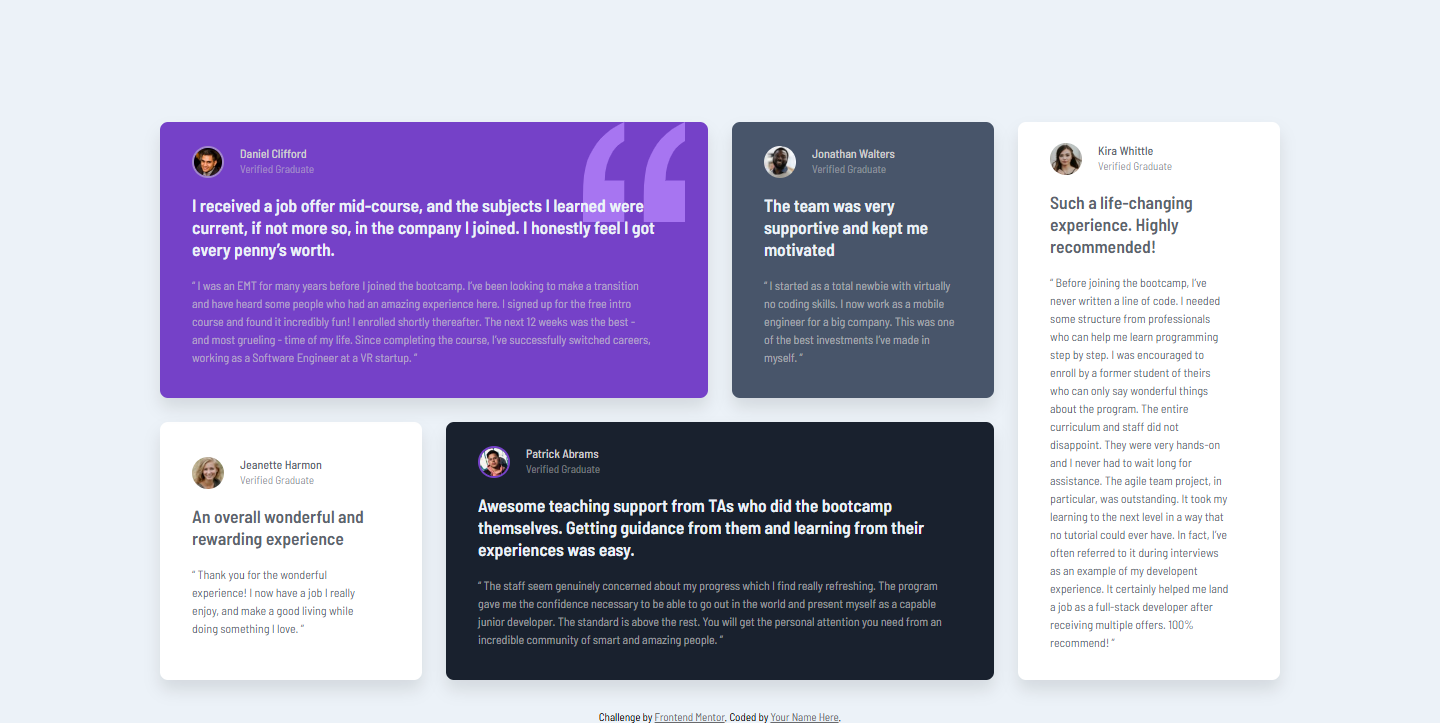 Daniel Clifford
Verified Graduate
I received a job offer mid-course, and the subjects I learned were
current, if not more so, in the company I joined. I honestly feel I got
every penny’s worth.
“ I was an EMT for many years before I joined the bootcamp. I’ve been looking to make a transition
and have heard some people who had an amazing experience here. I signed up for the free intro
course and found it incredibly fun! I enrolled shortly thereafter. The next 12 weeks was the best -
and most grueling - time of my life. Since completing the course, I’ve successfully switched careers,
working as a Software Engineer at a VR startup. ”
Jonathan Walters
Verified Graduate
The team was very
supportive and kept me
motivated
“ I started as a total newbie with virtually
no coding skills. I now work as a mobile
engineer for a big company. This was one
of the best investments I’ve made in
myself. ”
Kira Whittle
Verified Graduate
Such a life-changing
experience. Highly
recommended!
“ Before joining the bootcamp, I’ve
never written a line of code. I needed
some structure from professionals
who can help me learn programming
step by step. I was encouraged to
enroll by a former student of theirs
who can only say wonderful things
about the program. The entire
curriculum and staff did not
disappoint. They were very hands-on
and I never had to wait long for
assistance. The agile team project, in
particular, was outstanding. It took my
learning to the next level in a way that
no tutorial could ever have. In fact, I’ve
often referred to it during interviews
as an example of my developent
experience. It certainly helped me land
a job as a full-stack developer after
receiving multiple offers. 100%
recommend! ”
Jeanette Harmon
Verified Graduate
An overall wonderful and
rewarding experience
“ Thank you for the wonderful
experience! I now have a job I really
enjoy, and make a good living while
doing something I love. ”
Patrick Abrams
Verified Graduate
Awesome teaching support from TAs who did the bootcamp
themselves. Getting guidance from them and learning from their
experiences was easy.
“ The staff seem genuinely concerned about my progress which I find really refreshing. The program
gave me the confidence necessary to be able to go out in the world and present myself as a capable
junior developer. The standard is above the rest. You will get the personal attention you need from an
incredible community of smart and amazing people. ”
Challenge by Frontend Mentor. Coded by Your Name Here.